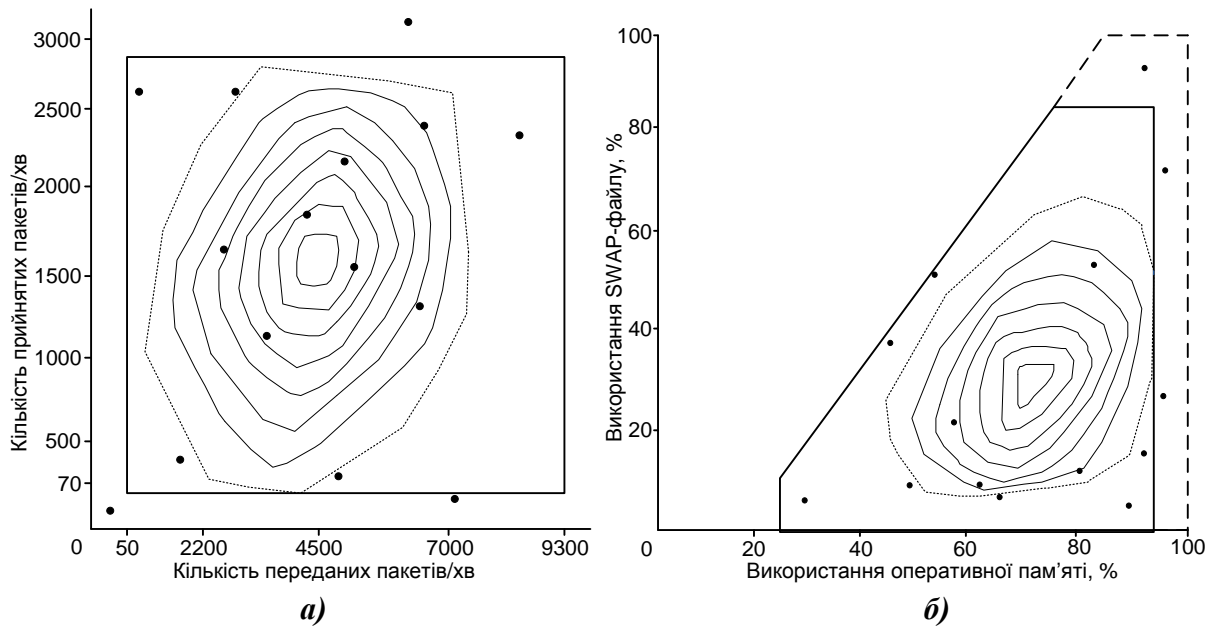 Кількість прийнятих пакетів/хв
3000
2500
2000
1500
1000
500
70
0
50 2200 4500 7000 9300
Кількість переданих пакетів/хв
а)
Використання SWAP-файлу, %
100
80
60
40
20
0 20 40 60 80 100
Використання оперативної пам’яті, %
б)